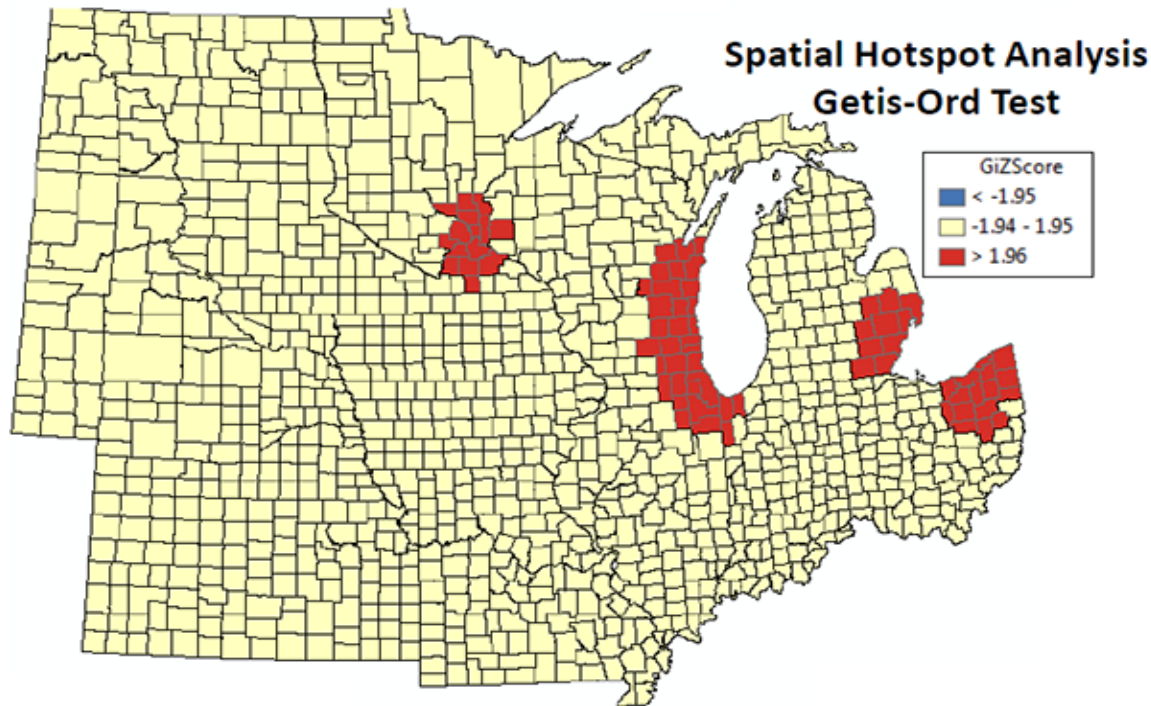 Spatial Hotspot Analysis
Getis-Ord Test
GiZScore
< -1.95
-1.94 - 1.95
> 1.96